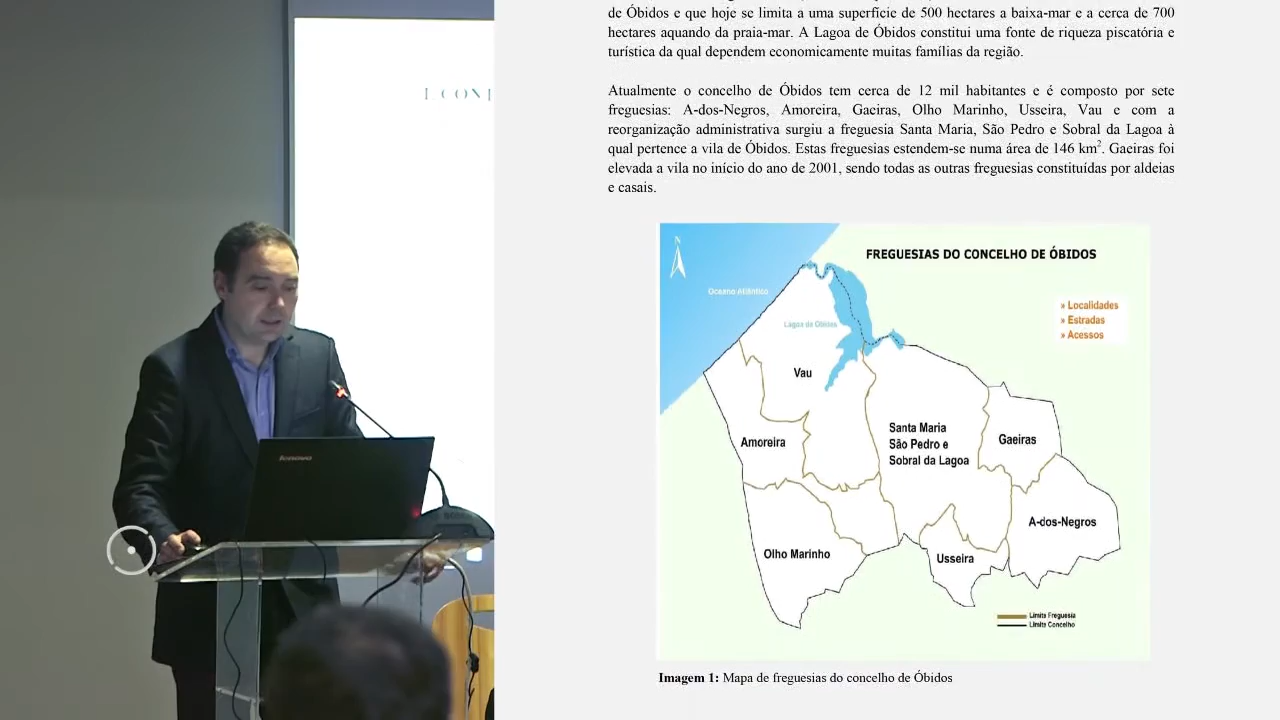 de Óbidos e que hoje se limita a uma superfície de 500 hectares a baixa-mar e a cerca de 700
hectares aquando da praia-mar. A Lagoa de Óbidos constitui uma fonte de riqueza piscatória e
turística da qual dependem economicamente muitas famílias da região.
Atualmente o concelho de Óbidos tem cerca de 12 mil habitantes e é composto por sete
freguesias: A-dos-Negros, Amoreira, Gaeiras, Olho Marinho, Usseira, Vau e com a
reorganização administrativa surgiu a freguesia Santa Maria, São Pedro e Sobral da Lagoa à
qual pertence a vila de Óbidos. Estas freguesias estendem-se numa área de 146 km². Gaeiras foi
elevada a vila no início do ano de 2001, sendo todas as outras freguesias constituídas por aldeias
e casais.
N
FREGUESIAS DO CONCELHO DE ÓBIDOS
Oceano Atlântico
» Localidades
» Estradas
» Acessos
Lagoa de Óbidos
Vau
Santa Maria
São Pedro e
Sobral da Lagoa
Gaeiras
Amoreira
A-dos-Negros
Olho Marinho
Usseira
Limite Freguesia
Limite Concelho
Imagem 1: Mapa de freguesias do concelho de Óbidos
lenovo